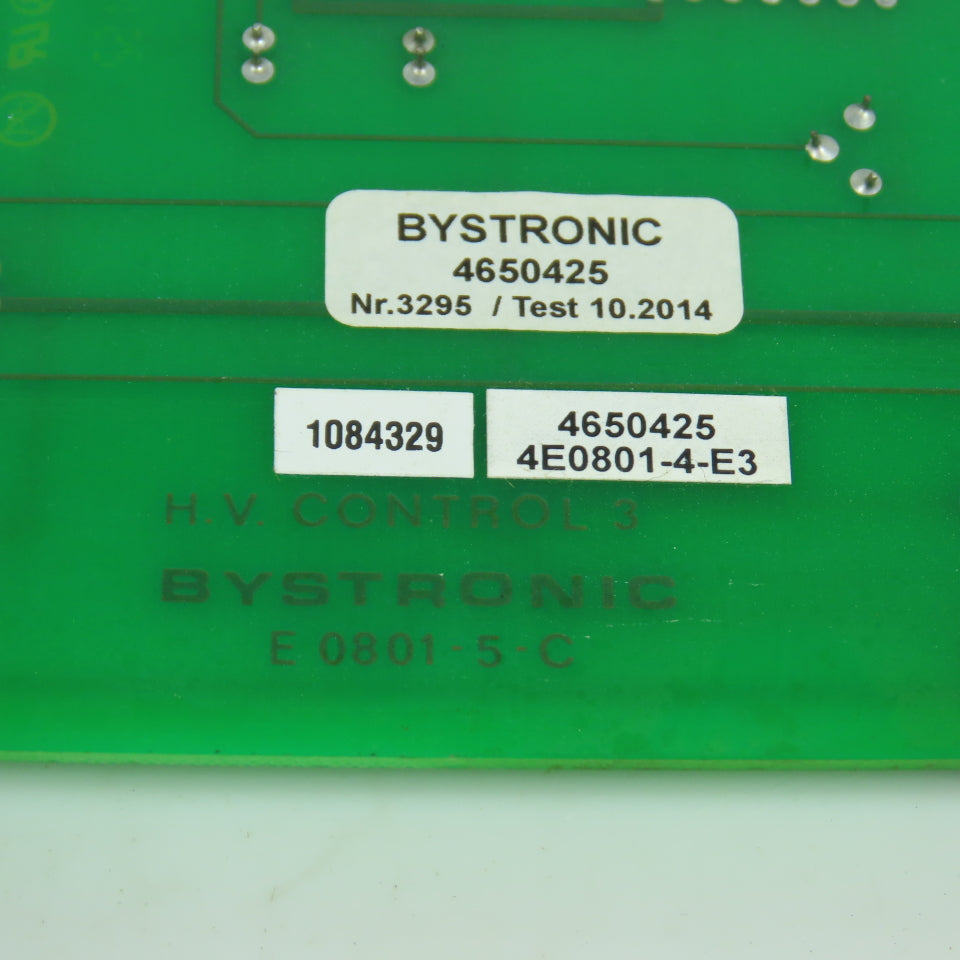 BYSTRONIC
4650425
Nr.3295 / Test 10.2014
1084329
4650425
4E0801-4-E3
H.V. CONTROL 3
BYSTRONIC
E 0801-5-C